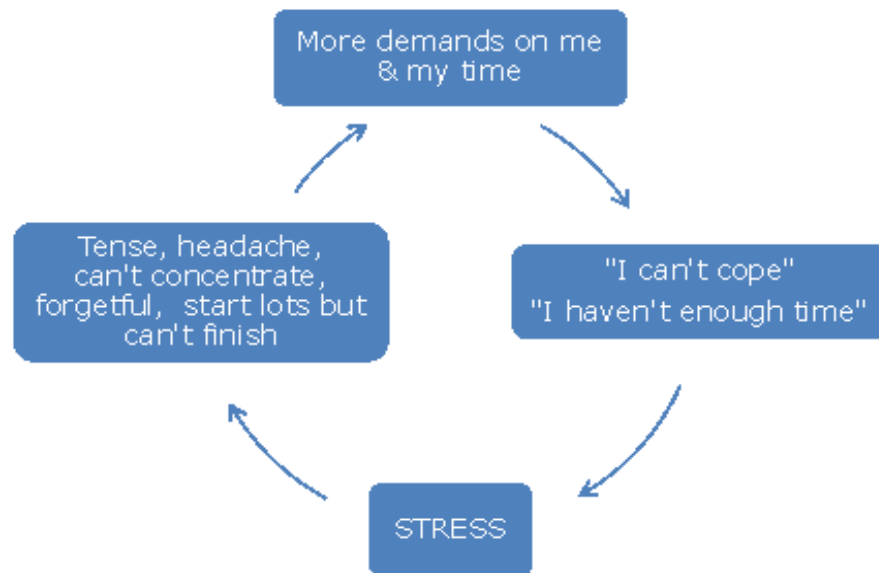 More demands on me
& my time
"I can't cope"
"I haven't enough time"
STRESS
Tense, headache,
can't concentrate,
forgetful, start lots but
can't finish